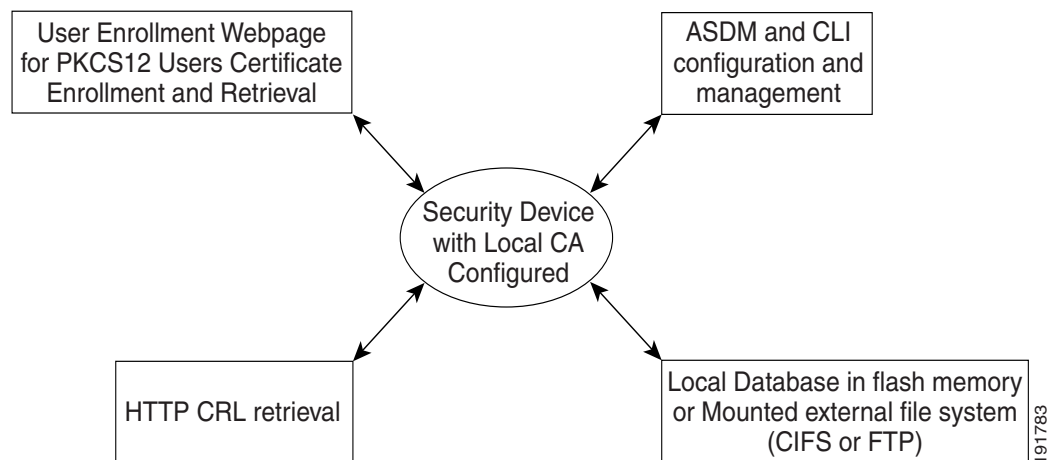 User Enrollment Webpage
for PKCS12 Users Certificate
Enrollment and Retrieval
ASDM and CLI
configuration and
management
Security Device
with Local CA
Configured
HTTP CRL retrieval
Local Database in flash memory
or Mounted external file system
(CIFS or FTP)
191783